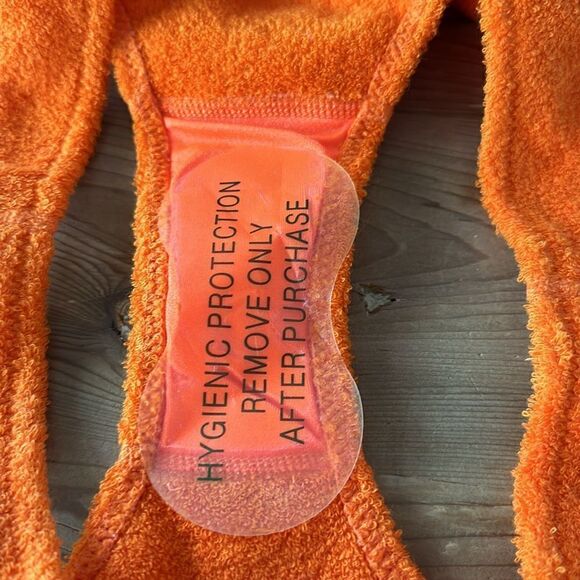 HYGIENIC PROTECTION
REMOVE ONLY
AFTER PURCHASE